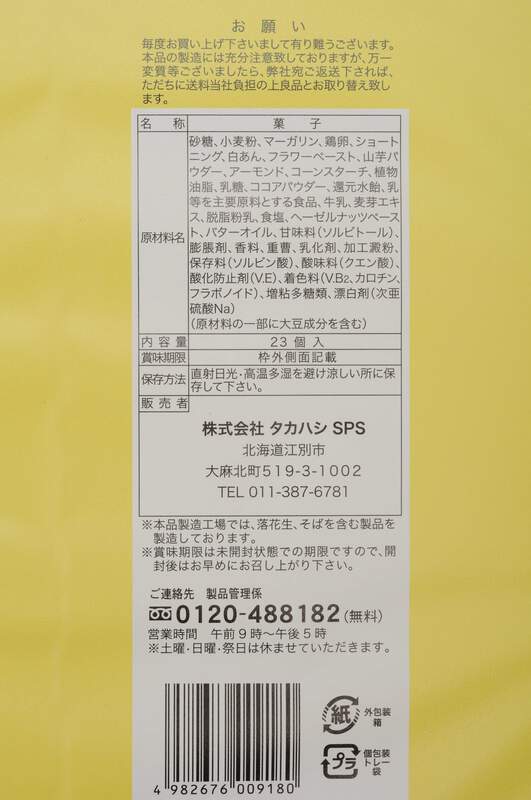 お願い
毎度お買い上げ下さいまして有り難うございます。
本品の製造には充分注意致しておりますが、万一
変質等ございましたら、弊社宛ご返送下されば、
ただちに送料当社負担の上良品とお取り替え致し
ます。
名称 菓子
原材料名
砂糖、小麦粉、マーガリン、鶏卵、ショート
ニング、白あん、フラワーペースト、山芋パ
ウダー、アーモンド、コーンスターチ、植物
油脂、乳糖、ココアパウダー、還元水飴、乳
等を主要原料とする食品、牛乳、麦芽エキ
ス、脱脂粉乳、食塩、ヘーゼルナッツペース
ト、バターオイル、甘味料(ソルビトール)、
膨脹剤、香料、重曹、乳化剤、加工澱粉、
保存料(ソルビン酸)、酸味料(クエン酸)、
酸化防止剤(V.E)、着色料(V.B2、カロチン、
フラボノイド)、増粘多糖類、漂白剤(次亜
硫酸Na)
(原材料の一部に大豆成分を含む)
内容量 23個入
賞味期限 枠外側面記載
保存方法 直射日光・高温多湿を避け涼しい所に保
存して下さい。
販売者
株式会社 タカハシ SPS
北海道江別市
大麻北町519-3-1002
TEL 011-387-6781
※本品製造工場では、落花生、そばを含む製品を
製造しております。
※賞味期限は未開封状態での期限ですので、開
封後はお早めにお召し上がり下さい。
ご連絡先 製品管理係
0120-488182(無料)
営業時間 午前9時〜午後5時
※土曜・日曜・祭日は休ませていただきます。
紙 外包装
箱
プラ 個包装
トレー
袋
4 982676 009180